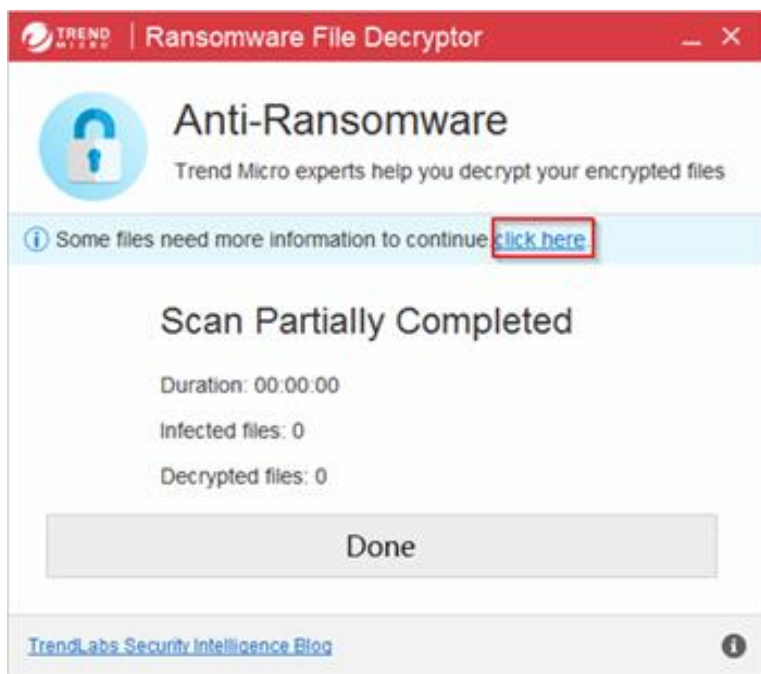 TREND MICRO | Ransomware File Decryptor
Anti-Ransomware
Trend Micro experts help you decrypt your encrypted files
Some files need more information to continue click here
Scan Partially Completed
Duration: 00:00:00
Infected files: 0
Decrypted files: 0
Done
TrendLabs Security Intelligence Blog